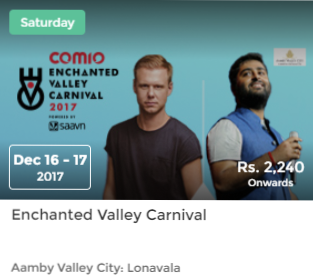 Saturday
COMIO
ENCHANTED
VALLEY
CARNIVAL
2017
POWERED BY
saavn
Dec 16 - 17
2017
Rs. 2,240
Onwards
Enchanted Valley Carnival
Aamby Valley City: Lonavala